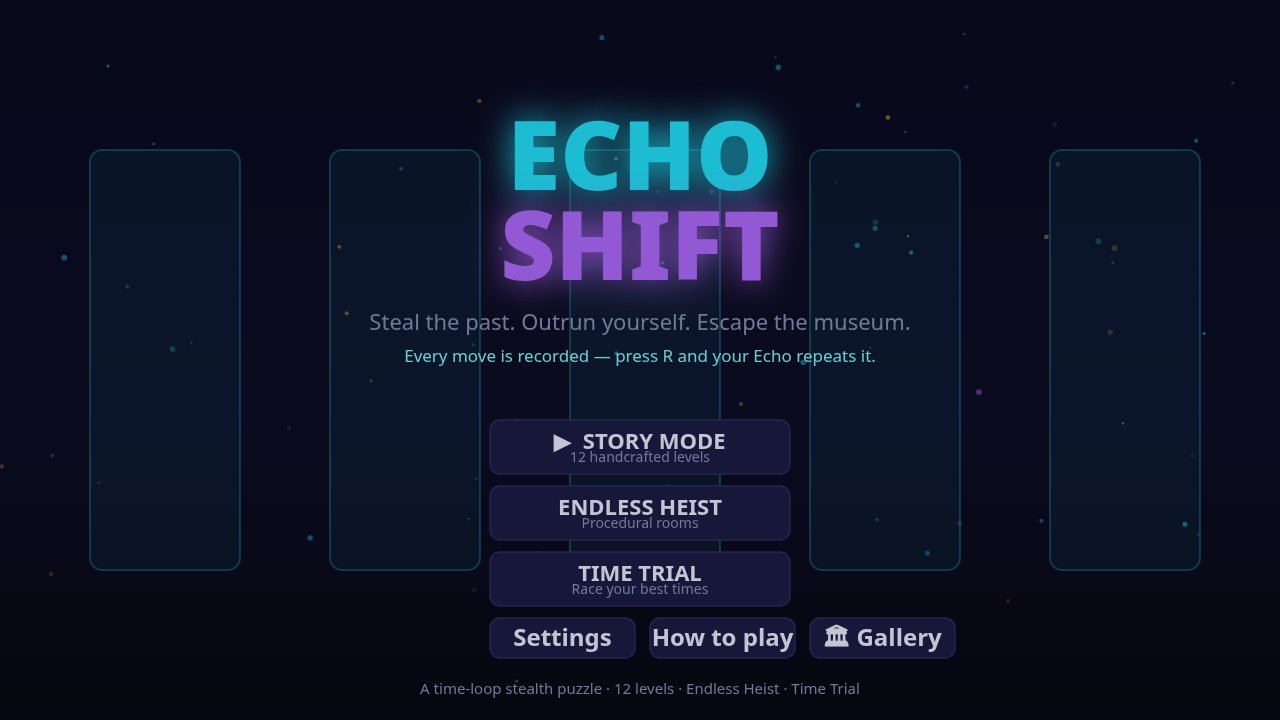 ECHO
SHIFT
Steal the past. Outrun yourself. Escape the museum.
Every move is recorded — press R and your Echo repeats it.
▶ STORY MODE
12 handcrafted levels
ENDLESS HEIST
Procedural rooms
TIME TRIAL
Race your best times
Settings
How to play
🏛 Gallery
A time-loop stealth puzzle · 12 levels · Endless Heist · Time Trial